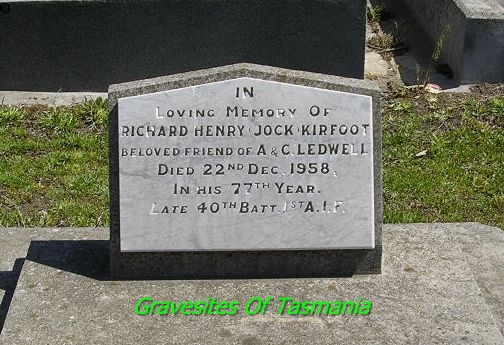 IN
LOVING MEMORY OF
RICHARD HENRY (JOCK) KIRFOOT
BELOVED FRIEND OF A & C LEDWELL
DIED 22ND DEC. 1958.
IN HIS 77TH YEAR.
LATE 40TH BATT. 1ST A.I.F.
Gravesites Of Tasmania